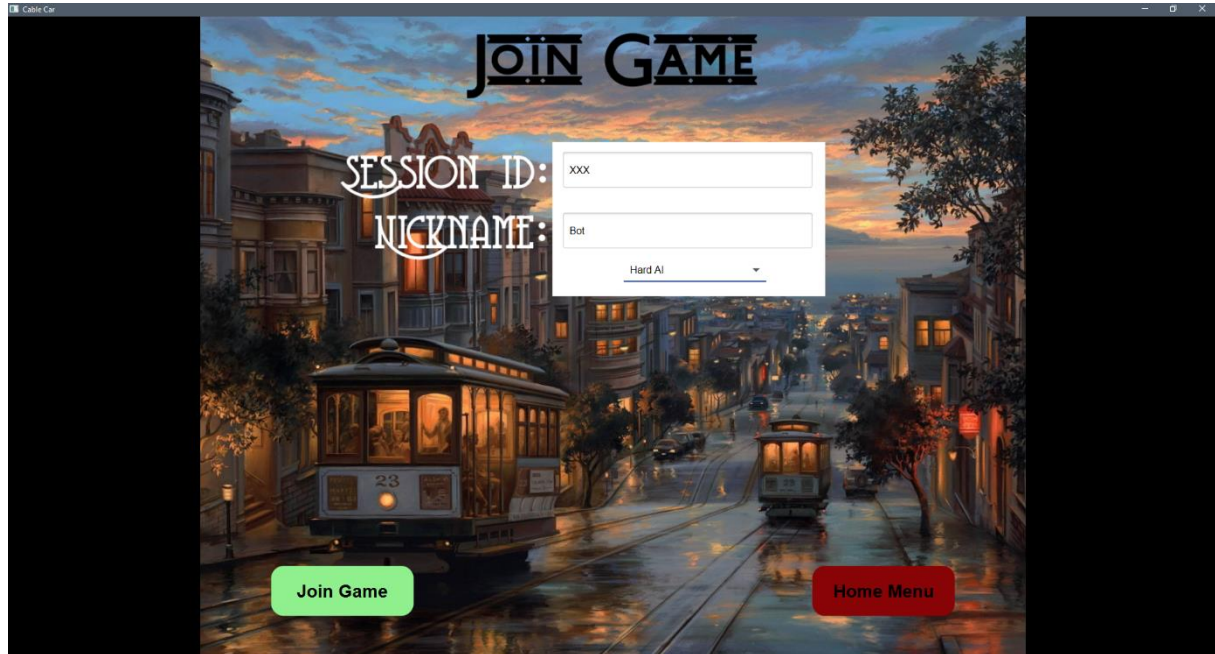 Cable Car
JOIN GAME
SESSION ID:
XXX
NICKNAME:
Bot
Hard AI
23
Join Game
Home Menu